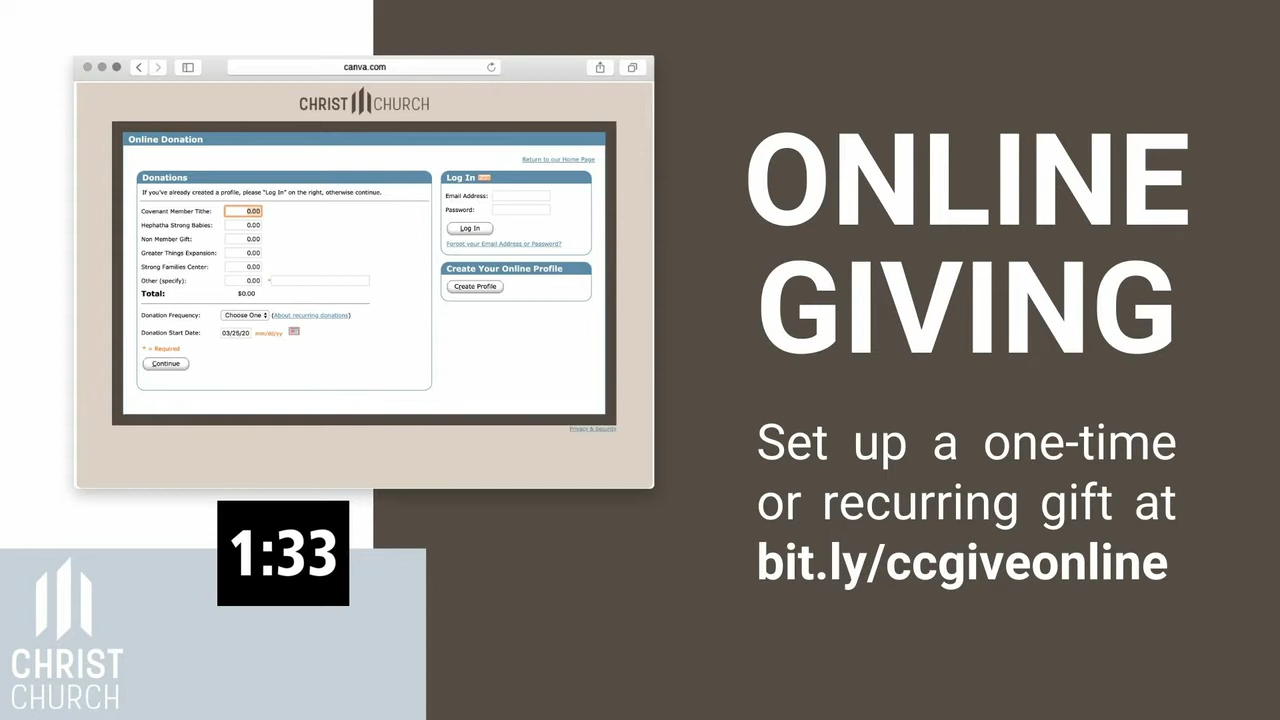 canva.com
CHRIST CHURCH
Online Donation
Return to our Home Page
Donations
If you've already created a profile, please "Log In" on the right, otherwise continue.
Covenant Member Tithe: 0.00
Hephatha Strong Babies: 0.00
Non Member Gift: 0.00
Greater Things Expansion: 0.00
Strong Families Center: 0.00
Other (specify): 0.00 *
Total: $0.00
Donation Frequency: Choose One (About recurring donations)
Donation Start Date: 03/25/20 mm/dd/yy
* = Required
Continue
Log In
Email Address:
Password:
Log In
Forgot your Email Address or Password?
Create Your Online Profile
Create Profile
Privacy & Security
ONLINE
GIVING
Set up a one-time
or recurring gift at
bit.ly/ccgiveonline
1:33
CHRIST
CHURCH